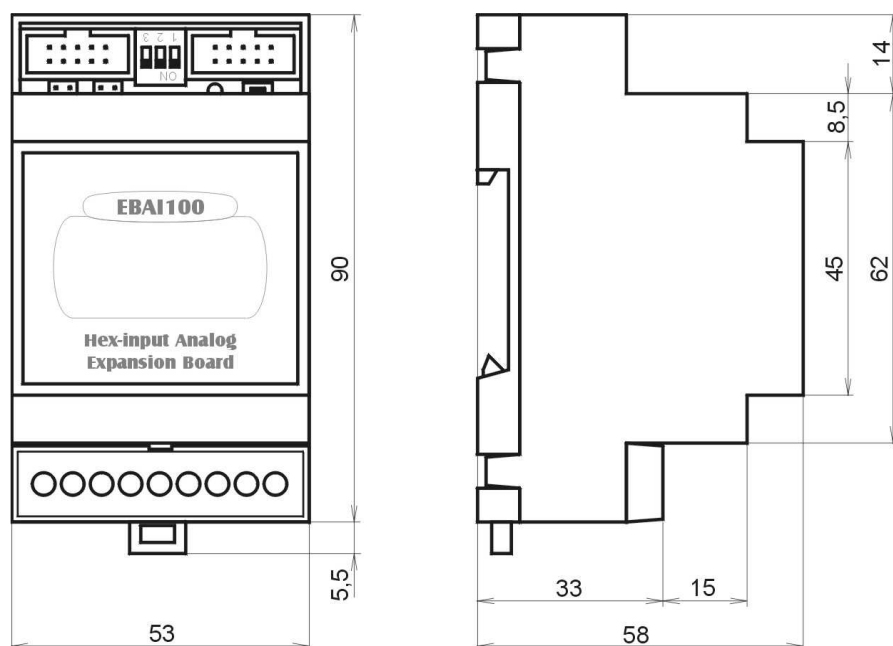 1 2 3
ON
EBAI100
Hex-input Analog
Expansion Board
90
5,5
53
14
8,5
45
62
33
15
58